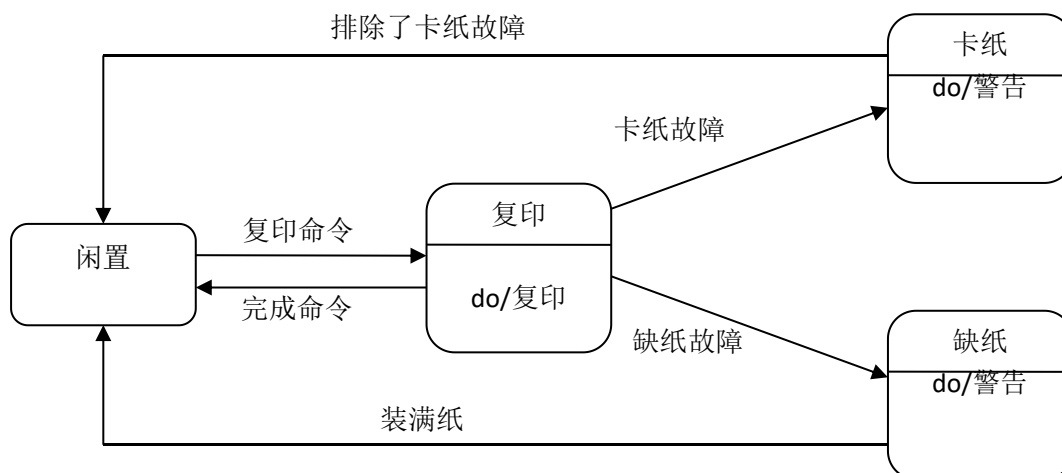 排除了卡纸故障
卡纸
do/警告
卡纸故障
复印
复印命令
闲置
do/复印
完成命令
缺纸故障
缺纸
do/警告
装满纸